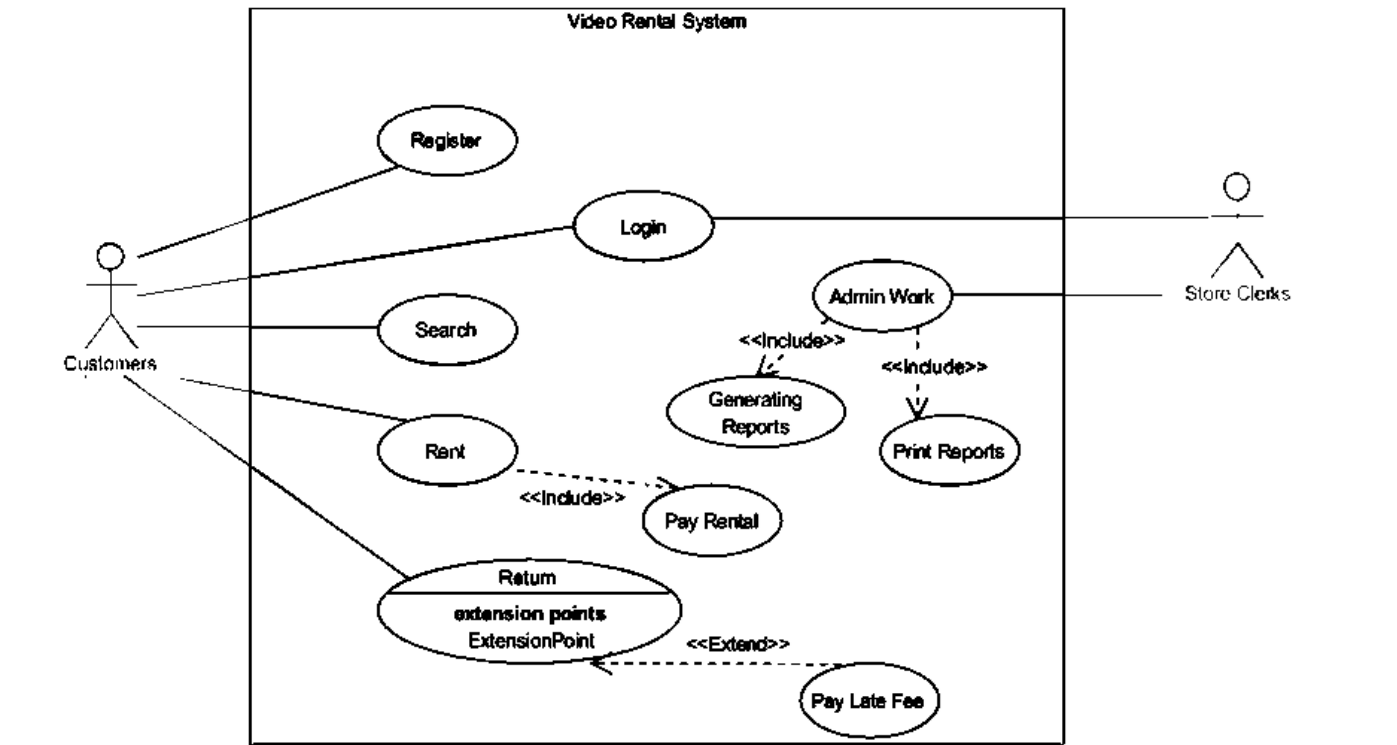 Video Rental System
Register
Login
Store Clerks
Admin Work
Customers
Search
<<Include>>
<<Include>>
Generating
Reports
Rent
Print Reports
<<Include>>
Pay Rental
Return
extension points
ExtensionPoint
<<Extend>>
Pay Late Fee